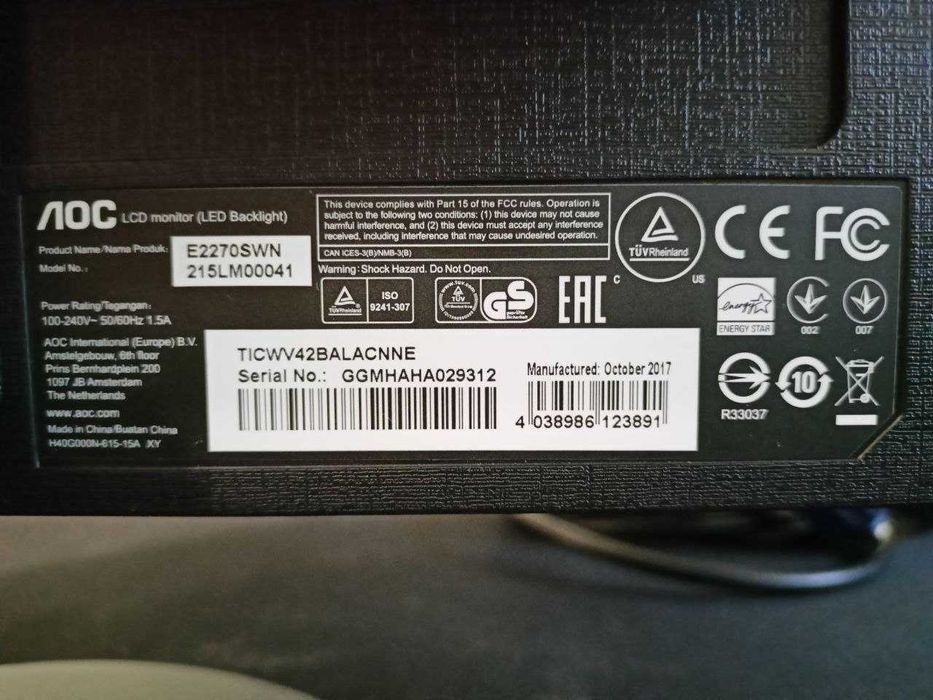 AOC LCD monitor (LED Backlight)
Product Name/Nama Produk: E2270SWN
Model No.: 215LM00041
Power Rating/Tegangan:
100-240V~ 50/60Hz 1.5A
AOC International (Europe) B.V.
Amstelgebouw, 6th floor
Prins Bernhardplein 200
1097 JB Amsterdam
The Netherlands
www.aoc.com
Made in China/Buatan China
H40G000N-615-15A XY
This device complies with Part 15 of the FCC rules. Operation is
subject to the following two conditions: (1) this device may not cause
harmful interference, and (2) this device must accept any interference
received, including interference that may cause undesired operation.
CAN ICES-3(B)/NMB-3(B)
Warning: Shock Hazard. Do Not Open.
TÜVRheinland
ISO
9241-307
TÜV
GS
geprüfte
Sicherheit
EAC
TÜVRheinland
C US
CE FC
energy
ENERGY STAR
002
007
R33037
10
TICWV42BALACNNE
Serial No.: GGMHAHA029312
Manufactured: October 2017
4 038986 123891